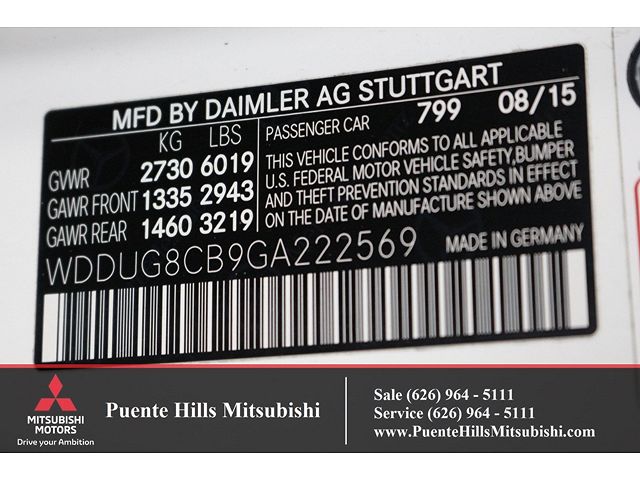 MFD BY DAIMLER AG STUTTGART
KG LBS
GVWR 2730 6019
GAWR FRONT 1335 2943
GAWR REAR 1460 3219
PASSENGER CAR 799 08/15
THIS VEHICLE CONFORMS TO ALL APPLICABLE
U.S. FEDERAL MOTOR VEHICLE SAFETY,BUMPER
AND THEFT PREVENTION STANDARDS IN EFFECT
ON THE DATE OF MANUFACTURE SHOWN ABOVE
WDDUG8CB9GA222569 MADE IN GERMANY
MITSUBISHI
MOTORS
Drive your Ambition
Puente Hills Mitsubishi
Sale (626) 964 - 5111
Service (626) 964 - 5111
www.PuenteHillsMitsubishi.com